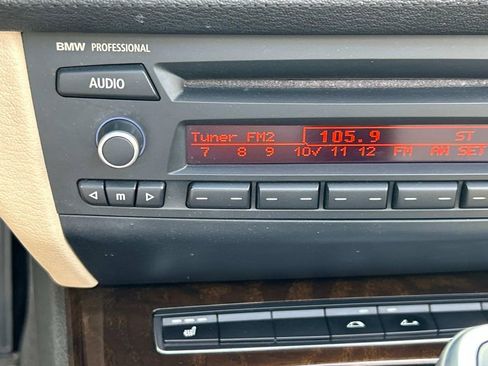 BMW PROFESSIONAL
AUDIO
Tuner FM2 105.9 ST
7 8 9 10✓ 11 12 FM AM SET
m